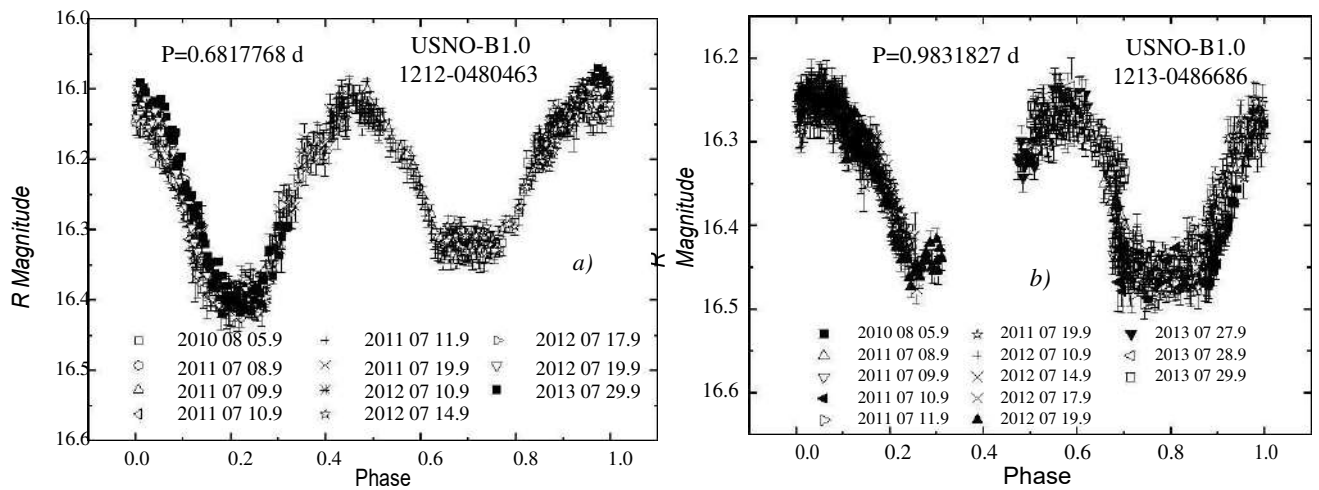 16.0
16.1
16.2
16.3
16.4
16.5
16.6
R Magnitude
P=0.6817768 d
USNO-B1.0
1212-0480463
a)
2010 08 05.9
2011 07 08.9
2011 07 09.9
2011 07 10.9
2011 07 11.9
2011 07 19.9
2012 07 10.9
2012 07 14.9
2012 07 17.9
2012 07 19.9
2013 07 29.9
0.0 0.2 0.4 0.6 0.8 1.0
Phase
16.2
16.3
16.4
16.5
16.6
R Magnitude
P=0.9831827 d
USNO-B1.0
1213-0486686
b)
2010 08 05.9
2011 07 08.9
2011 07 09.9
2011 07 10.9
2011 07 11.9
2011 07 19.9
2012 07 10.9
2012 07 14.9
2012 07 17.9
2012 07 19.9
2013 07 27.9
2013 07 28.9
2013 07 29.9
0.0 0.2 0.4 0.6 0.8 1.0
Phase